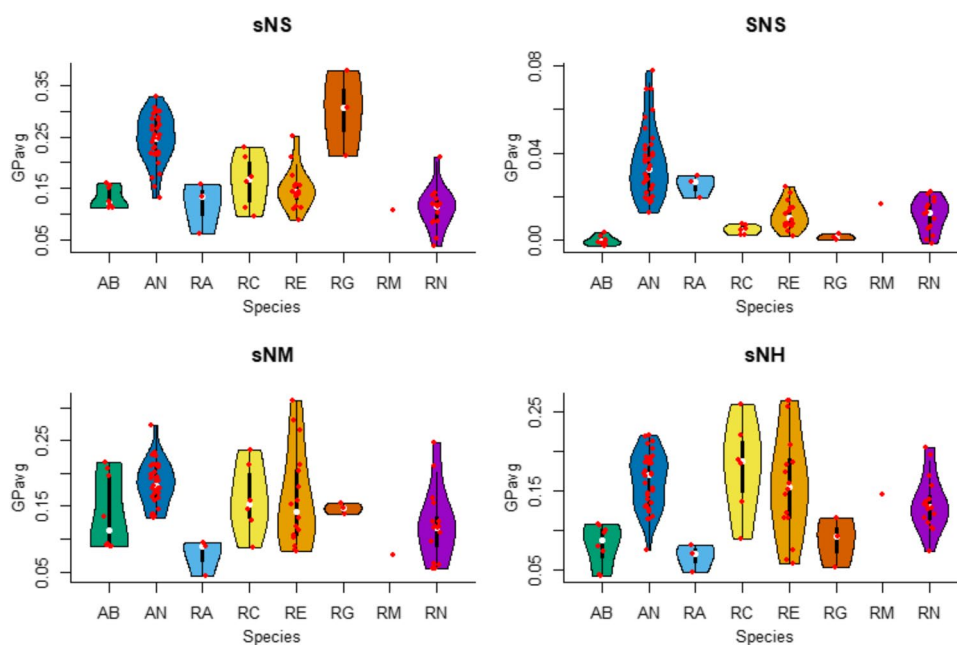 sNS
GPavg
0.35
0.25
0.15
0.05
AB AN RA RC RE RG RM RN
Species
SNS
GPavg
0.08
0.04
0.00
AB AN RA RC RE RG RM RN
Species
sNM
GPavg
0.25
0.15
0.05
AB AN RA RC RE RG RM RN
Species
sNH
GPavg
0.25
0.15
0.05
AB AN RA RC RE RG RM RN
Species